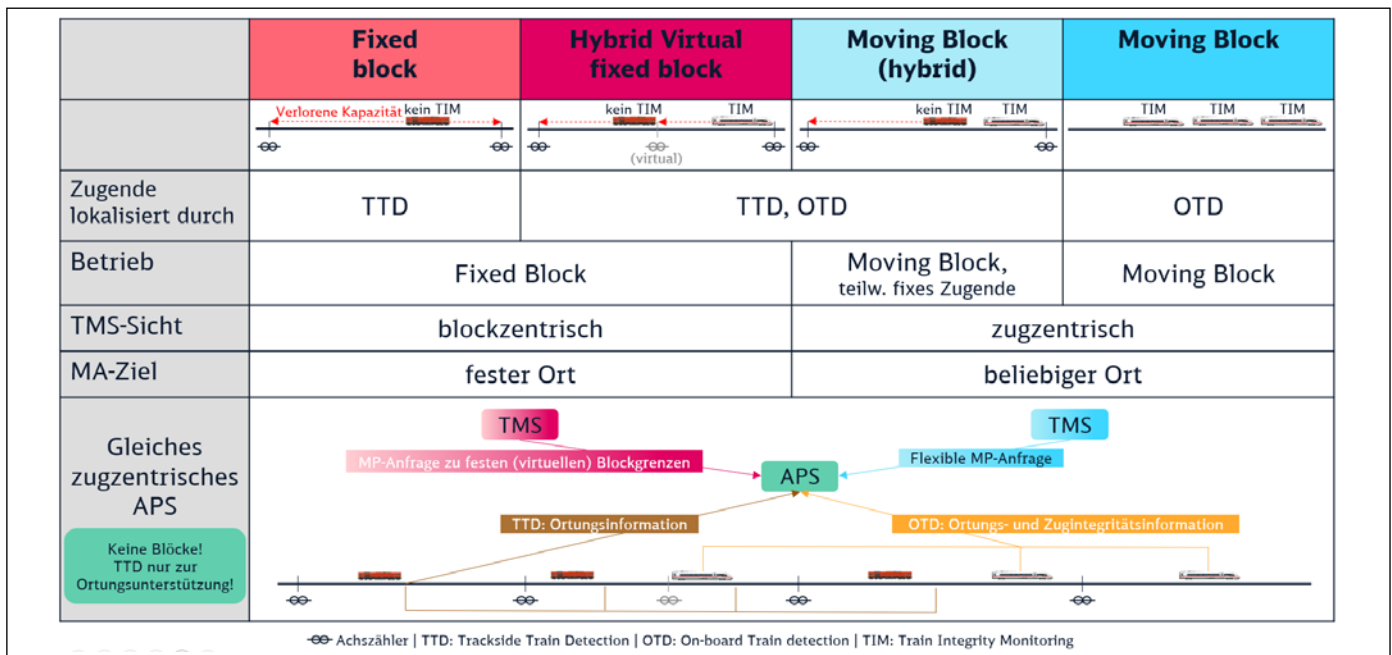 Fixed
block
Hybrid Virtual
fixed block
Moving Block
(hybrid)
Moving Block
Verlorene Kapazität
kein TIM
kein TIM
TIM
(virtual)
kein TIM
TIM
TIM
TIM
TIM
Zugende
lokalisiert durch
TTD
TTD, OTD
OTD
Betrieb
Fixed Block
Moving Block,
teilw. fixes Zugende
Moving Block
TMS-Sicht
blockzentrisch
zugzentrisch
MA-Ziel
fester Ort
beliebiger Ort
Gleiches
zugzentrisches
APS
Keine Blöcke!
TTD nur zur
Ortungsunterstützung!
TMS
TMS
MP-Anfrage zu festen (virtuellen) Blockgrenzen
Flexible MP-Anfrage
APS
TTD: Ortungsinformation
OTD: Ortungs- und Zugintegritätsinformation
Achszähler | TTD: Trackside Train Detection | OTD: On-board Train detection | TIM: Train Integrity Monitoring